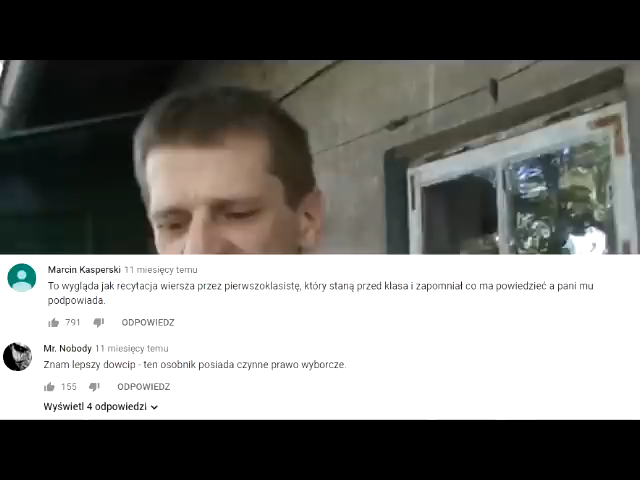 Marcin Kasperski 11 miesięcy temu
To wygląda jak recytacja wiersza przez pierwszoklasistę, który staną przed klasa i zapomniał co ma powiedzieć a pani mu
podpowiada.
791 ODPOWIEDZ
Mr. Nobody 11 miesięcy temu
Znam lepszy dowcip - ten osobnik posiada czynne prawo wyborcze.
155 ODPOWIEDZ
Wyświetl 4 odpowiedzi